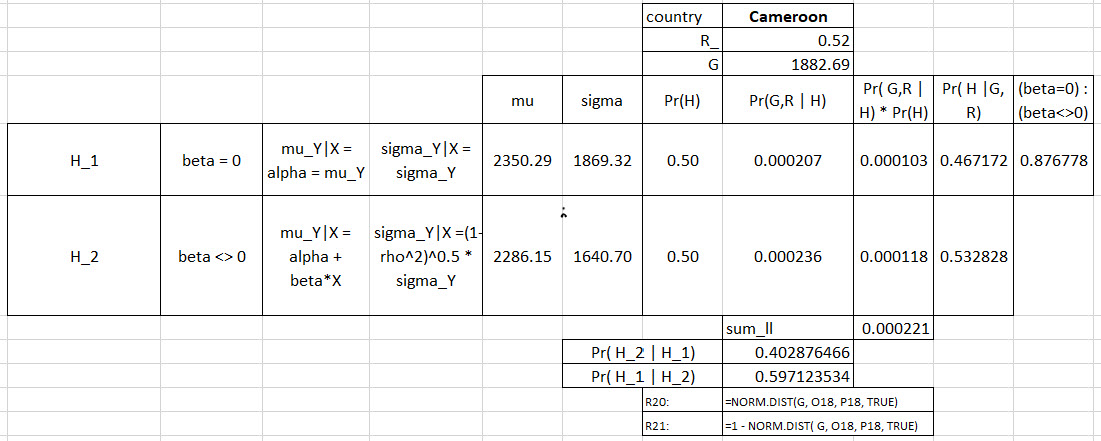 country Cameroon
R_ 0.52
G 1882.69
mu sigma Pr(H) Pr(G,R | H) Pr( G,R | H) * Pr(H) Pr( H |G, R) (beta=0) : (beta<>0)
H_1 beta = 0 mu_Y|X = alpha = mu_Y sigma_Y|X = sigma_Y 2350.29 1869.32 0.50 0.000207 0.000103 0.467172 0.876778
H_2 beta <> 0 mu_Y|X = alpha + beta*X sigma_Y|X =(1-rho^2)^0.5 * sigma_Y 2286.15 1640.70 0.50 0.000236 0.000118 0.532828
sum_ll 0.000221
Pr( H_2 | H_1) 0.402876466
Pr( H_1 | H_2) 0.597123534
R20: =NORM.DIST(G, O18, P18, TRUE)
R21: =1 - NORM.DIST( G, O18, P18, TRUE)